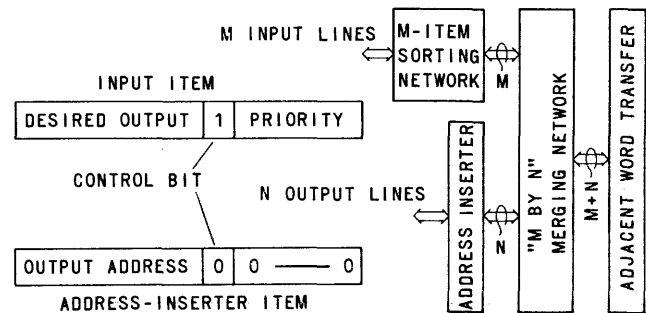 M INPUT LINES
M-ITEM
SORTING
NETWORK
M
INPUT ITEM
DESIRED OUTPUT 1 PRIORITY
CONTROL BIT
N OUTPUT LINES
ADDRESS INSERTER
N
"M BY N"
MERGING NETWORK
M+N
ADJACENT WORD TRANSFER
OUTPUT ADDRESS 0 0 — 0
ADDRESS-INSERTER ITEM